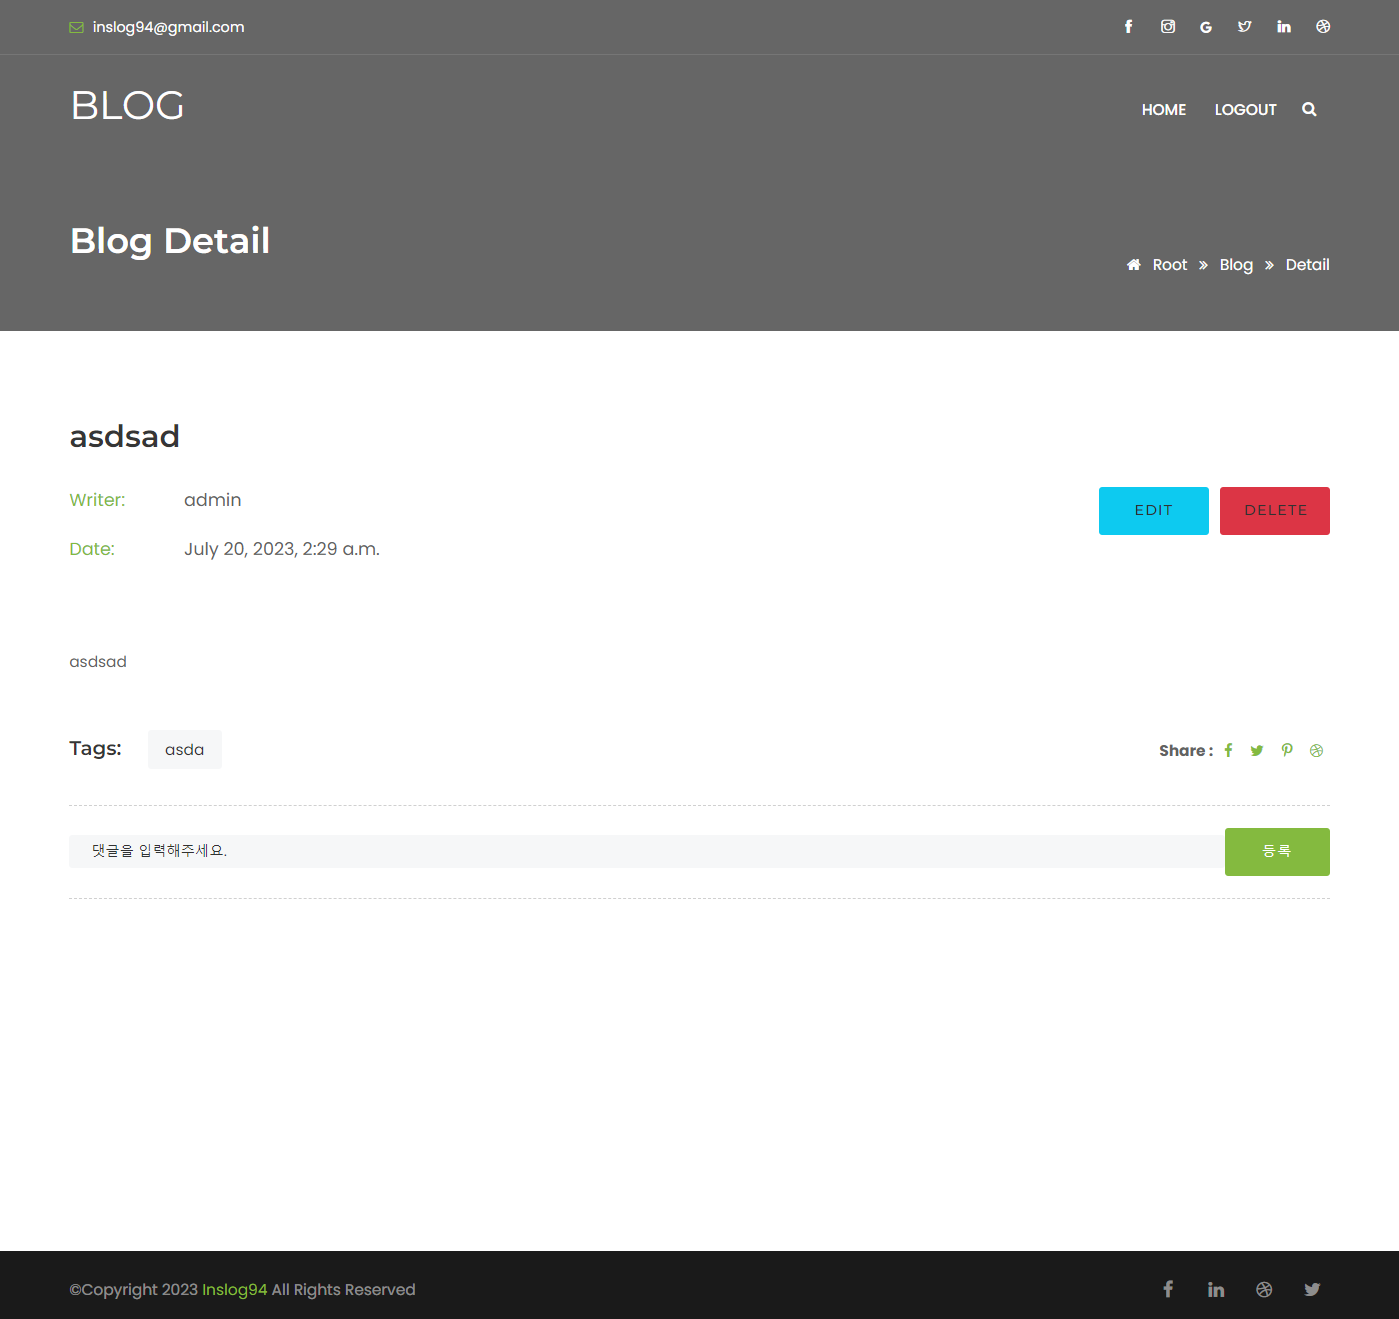 inslog94@gmail.com
BLOG
HOME LOGOUT
Blog Detail
Root » Blog » Detail
asdsad
Writer: admin
EDIT DELETE
Date: July 20, 2023, 2:29 a.m.
asdsad
Tags: asda
Share :
댓글을 입력해주세요.
등록
©Copyright 2023 Inslog94 All Rights Reserved